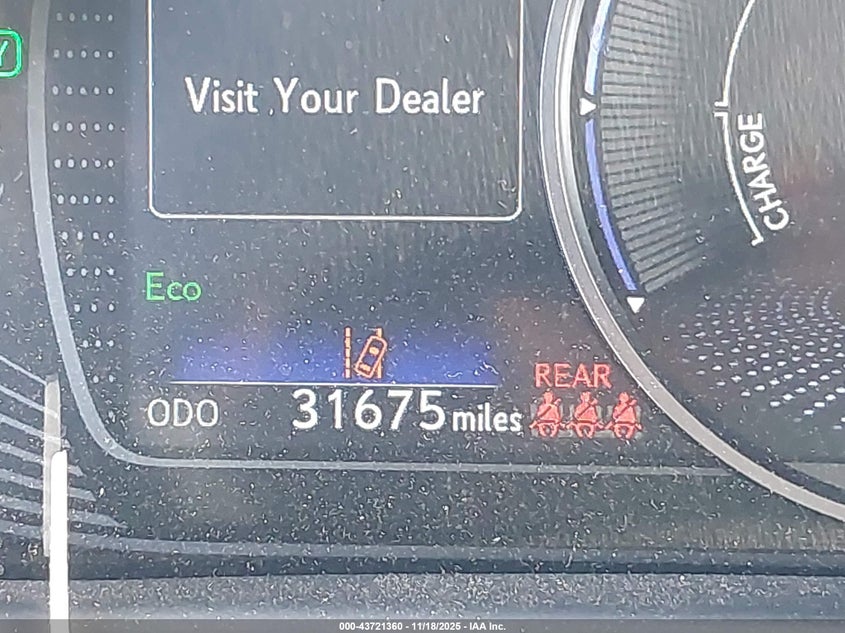 Visit Your Dealer
CHARGE
Eco
REAR
ODO 31675 miles
000-43721360 - 11/18/2025 - IAA Inc.